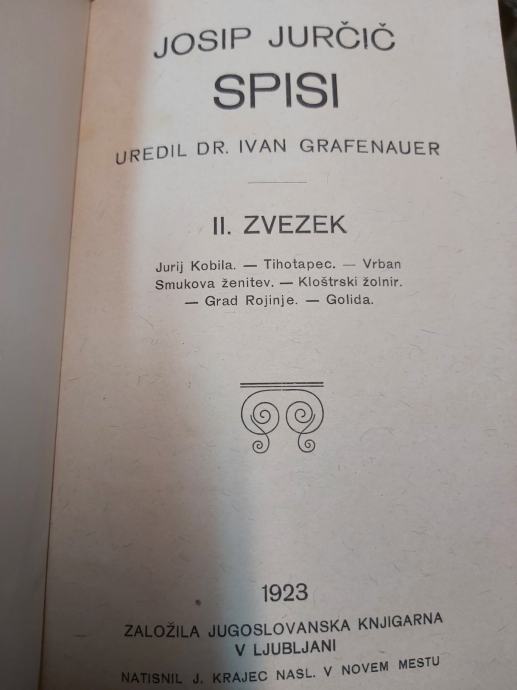 JOSIP JURČIČ
SPISI
UREDIL DR. IVAN GRAFENAUER
II. ZVEZEK
Jurij Kobila. — Tihotapec. — Vrban
Smukova ženitev. — Kloštrski žolnir.
— Grad Rojinje. — Golida.
1923
ZALOŽILA JUGOSLOVANSKA KNJIGARNA
V LJUBLJANI
NATISNIL J. KRAJEC NASL. V NOVEM MESTU